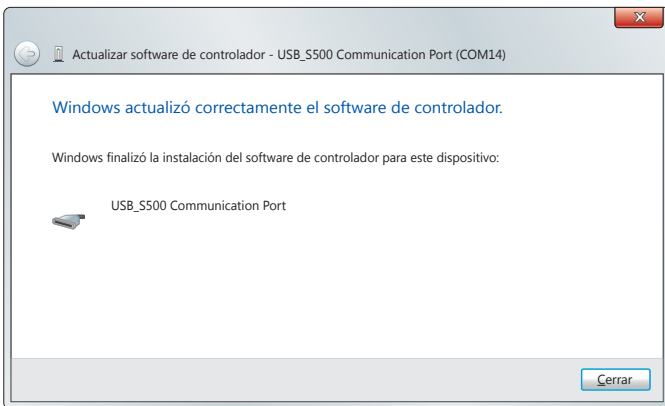 Actualizar software de controlador - USB_S500 Communication Port (COM14)
Windows actualizó correctamente el software de controlador.
Windows finalizó la instalación del software de controlador para este dispositivo:
USB_S500 Communication Port
Cerrar